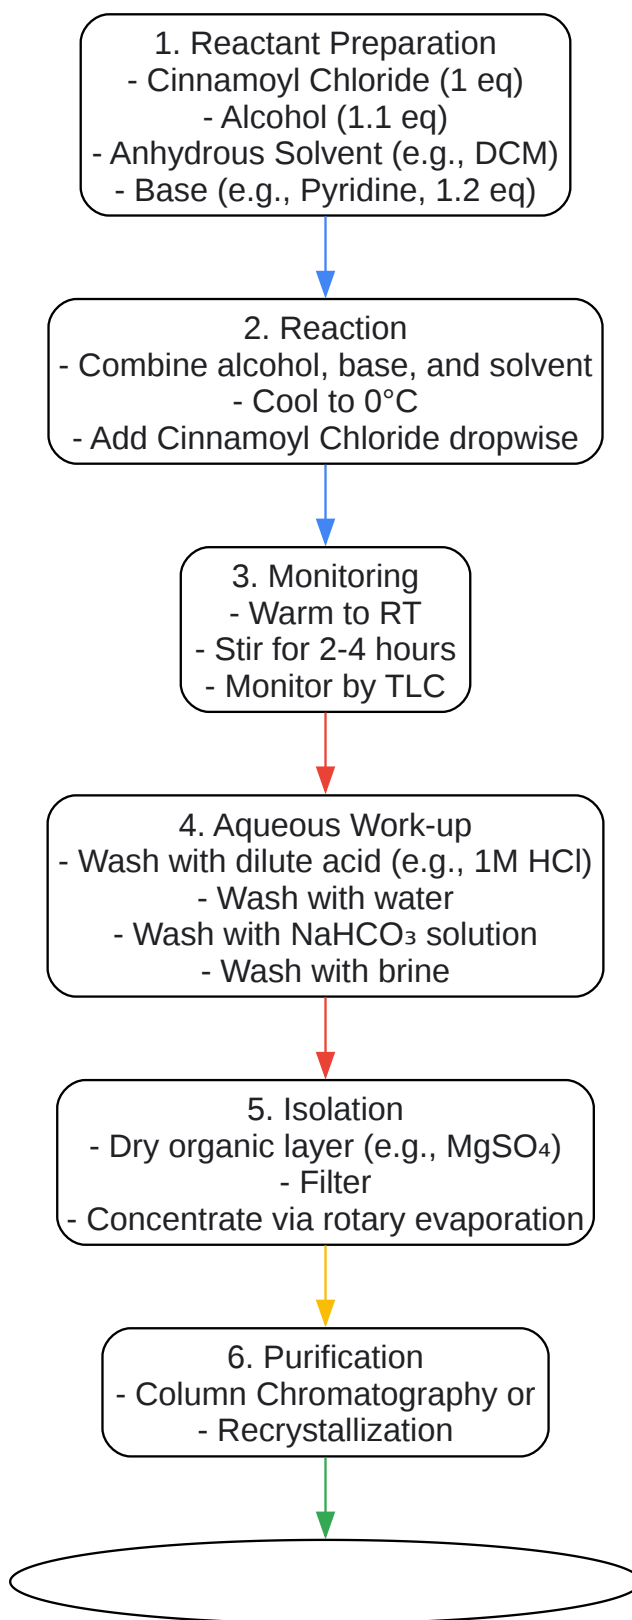 1. Reactant Preparation
- Cinnamoyl Chloride (1 eq)
- Alcohol (1.1 eq)
- Anhydrous Solvent (e.g., DCM)
- Base (e.g., Pyridine, 1.2 eq)
2. Reaction
- Combine alcohol, base, and solvent
- Cool to 0°C
- Add Cinnamoyl Chloride dropwise
3. Monitoring
- Warm to RT
- Stir for 2-4 hours
- Monitor by TLC
4. Aqueous Work-up
- Wash with dilute acid (e.g., 1M HCl)
- Wash with water
- Wash with NaHCO₃ solution
- Wash with brine
5. Isolation
- Dry organic layer (e.g., MgSO₄)
- Filter
- Concentrate via rotary evaporation
6. Purification
- Column Chromatography or
- Recrystallization